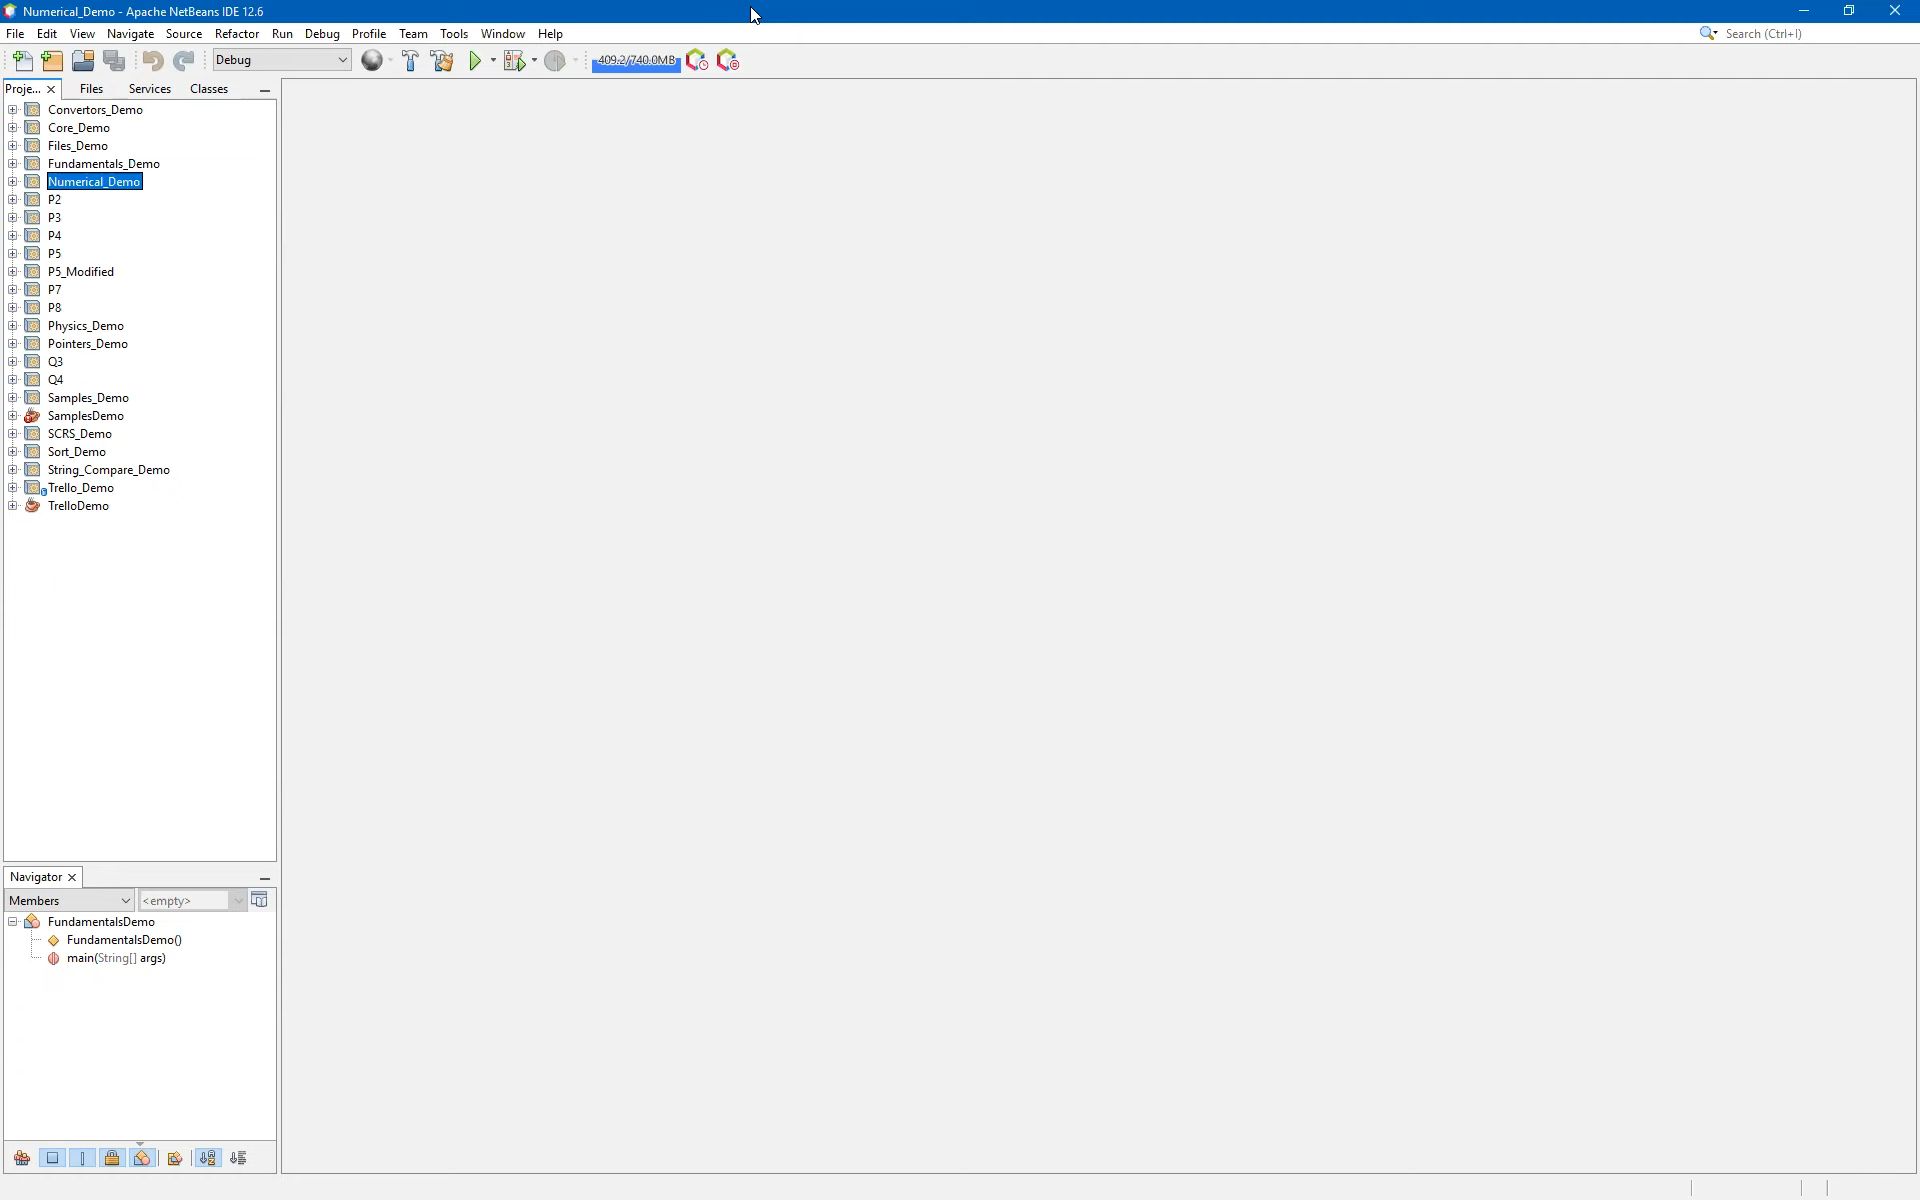 Numerical_Demo - Apache NetBeans IDE 12.6
File Edit View Navigate Source Refactor Run Debug Profile Team Tools Window Help
Search (Ctrl+I)
Debug
409.2/740.0MB
Proje... Files Services Classes
Convertors_Demo
Core_Demo
Files_Demo
Fundamentals_Demo
Numerical_Demo
P2
P3
P4
P5
P5_Modified
P7
P8
Physics_Demo
Pointers_Demo
Q3
Q4
Samples_Demo
SamplesDemo
SCRS_Demo
Sort_Demo
String_Compare_Demo
Trello_Demo
TrelloDemo
Navigator
Members <empty>
FundamentalsDemo
FundamentalsDemo()
main(String[] args)